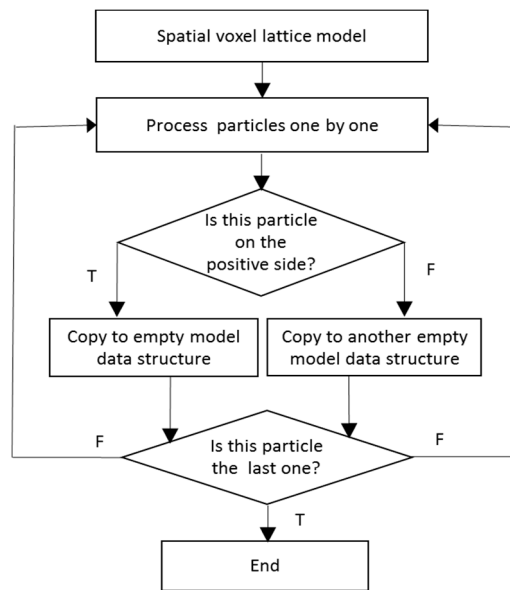 Spatial voxel lattice model
Process particles one by one
Is this particle
on the
positive side?
T
F
Copy to empty model
data structure
Copy to another empty
model data structure
F
Is this particle
the last one?
F
T
End